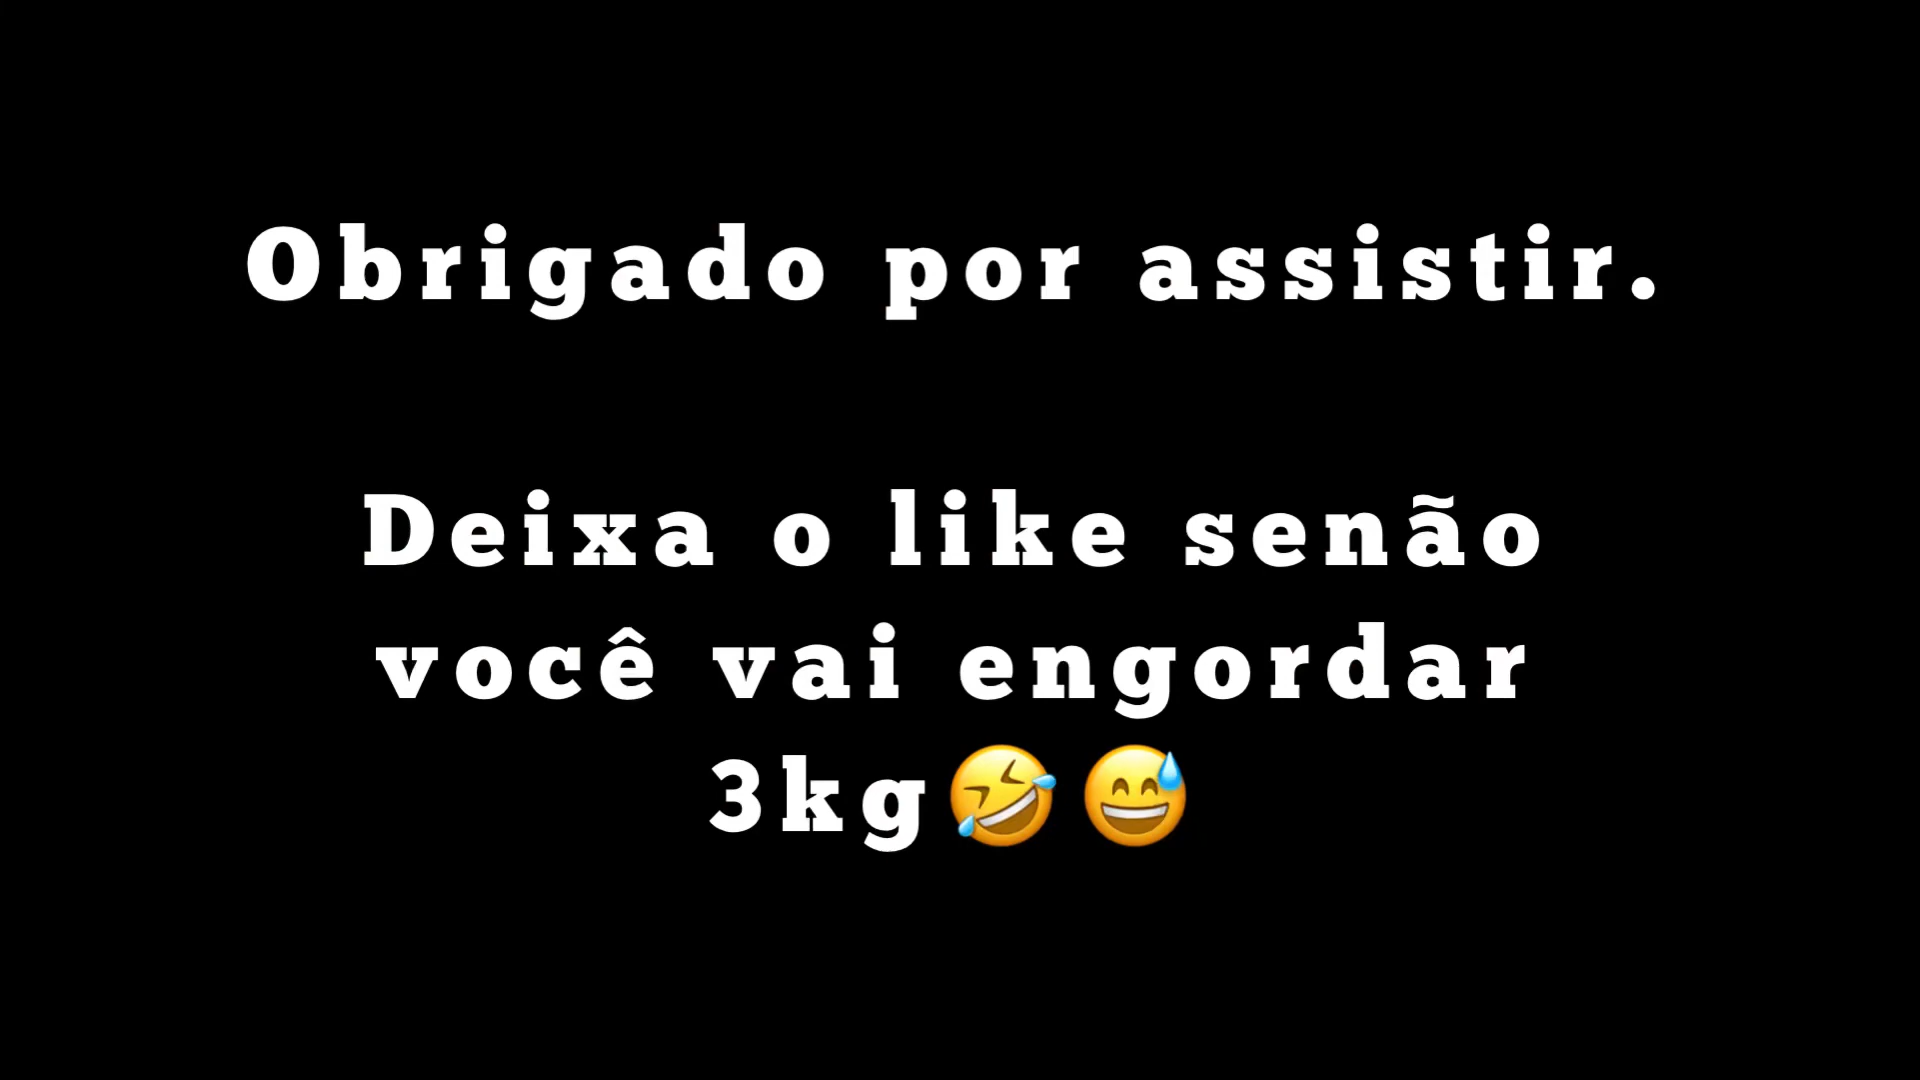 Obrigado por assistir.
Deixa o like senão
você vai engordar
3kg🤣😅